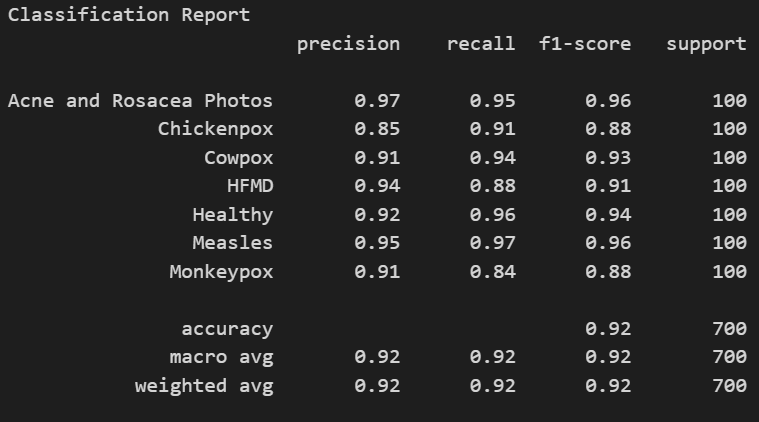 Classification Report
precision recall f1-score support
Acne and Rosacea Photos 0.97 0.95 0.96 100
Chickenpox 0.85 0.91 0.88 100
Cowpox 0.91 0.94 0.93 100
HFMD 0.94 0.88 0.91 100
Healthy 0.92 0.96 0.94 100
Measles 0.95 0.97 0.96 100
Monkeypox 0.91 0.84 0.88 100
accuracy 0.92 700
macro avg 0.92 0.92 0.92 700
weighted avg 0.92 0.92 0.92 700